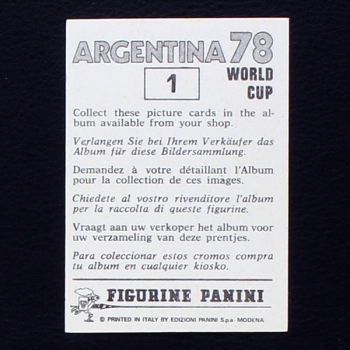 ARGENTINA 78
1
WORLD
CUP
Collect these picture cards in the al-
bum available from your shop.
Verlangen Sie bei Ihrem Verkäufer das
Album für diese Bildersammlung.
Demandez à votre détaillant l'Album
pour la collection de ces images.
Chiedete al vostro rivenditore l'album
per la raccolta di queste figurine.
Vraagt aan uw verkoper het album voor
uw verzameling van deze prentjes.
Para coleccionar estos cromos compra
tu album en cualquier kiosko.
FIGURINE PANINI
© PRINTED IN ITALY BY EDIZIONI PANINI S.p.a - MODENA